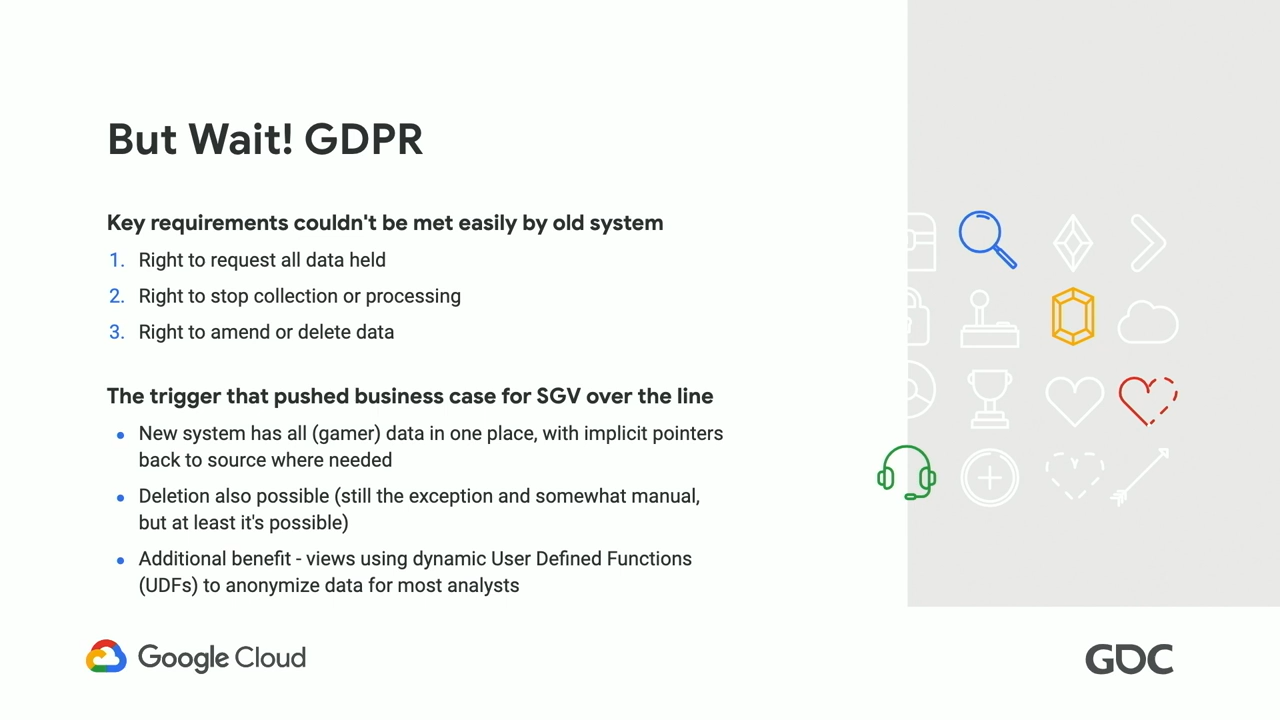 But Wait! GDPR
Key requirements couldn't be met easily by old system
1. Right to request all data held
2. Right to stop collection or processing
3. Right to amend or delete data
The trigger that pushed business case for SGV over the line
• New system has all (gamer) data in one place, with implicit pointers
back to source where needed
• Deletion also possible (still the exception and somewhat manual,
but at least it's possible)
• Additional benefit - views using dynamic User Defined Functions
(UDFs) to anonymize data for most analysts
Google Cloud
GDC